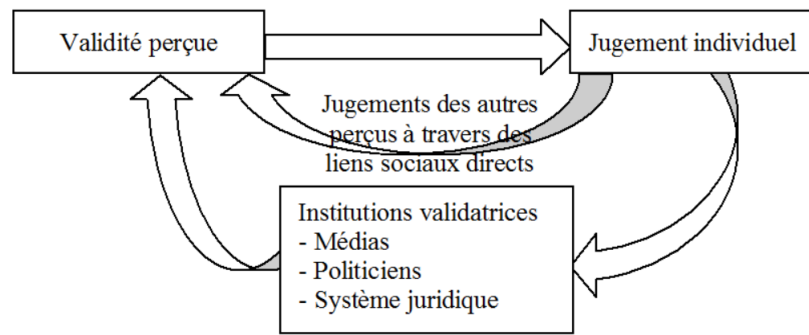 Validité perçue
Jugement individuel
Jugements des autres
perçus à travers des
liens sociaux directs
Institutions validatrices
- Médias
- Politiciens
- Système juridique